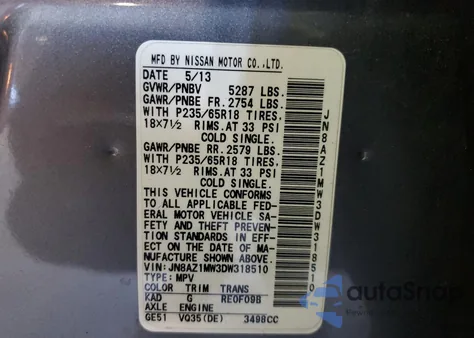 MFD BY NISSAN MOTOR CO.,LTD.
DATE 5/13
GVWR/PNBV 5287 LBS.
GAWR/PNBE FR. 2754 LBS.
WITH P235/65R18 TIRES.
18×7½ RIMS.AT 33 PSI
COLD SINGLE.
GAWR/PNBE RR. 2579 LBS.
WITH P235/65R18 TIRES.
18×7½ RIMS.AT 33 PSI
COLD SINGLE.
THIS VEHICLE CONFORMS
TO ALL APPLICABLE FED-
ERAL MOTOR VEHICLE SA-
FETY AND THEFT PREVEN-
TION STANDARDS IN EFF-
ECT ON THE DATE OF MA-
NUFACTURE SHOWN ABOVE.
VIN:JN8AZ1MW3DW318510
TYPE: MPV
COLOR TRIM TRANS
KAD G RE0F09B
GE51 VQ35(DE) 3498CC
JN8AZ1MW3DW318510
autoSnap